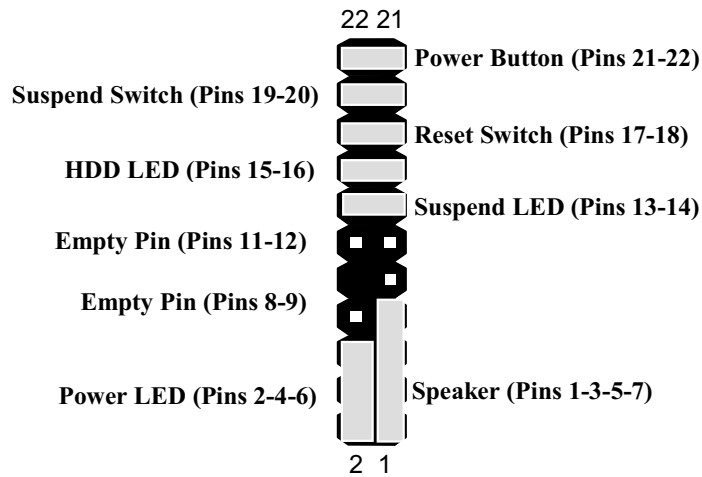 22 21
Power Button (Pins 21-22)
Suspend Switch (Pins 19-20)
Reset Switch (Pins 17-18)
HDD LED (Pins 15-16)
Suspend LED (Pins 13-14)
Empty Pin (Pins 11-12)
Empty Pin (Pins 8-9)
Power LED (Pins 2-4-6)
Speaker (Pins 1-3-5-7)
2 1